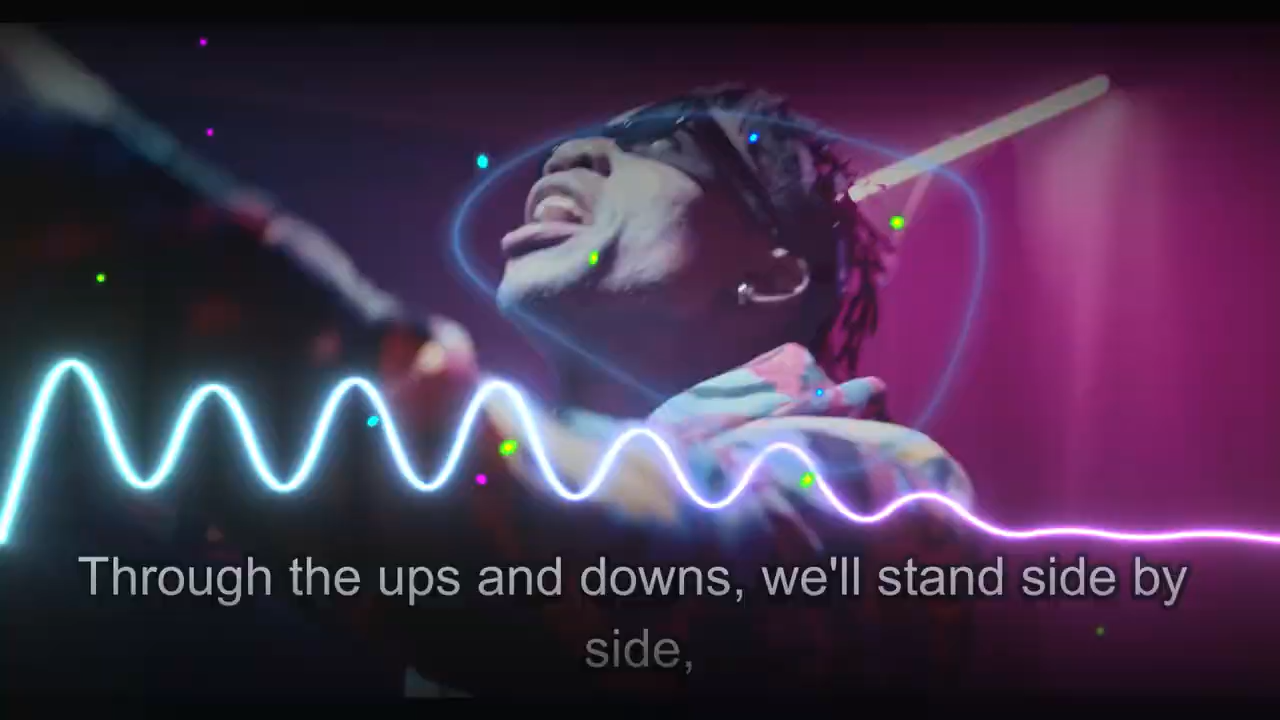 Through the ups and downs, we'll stand side by
side,